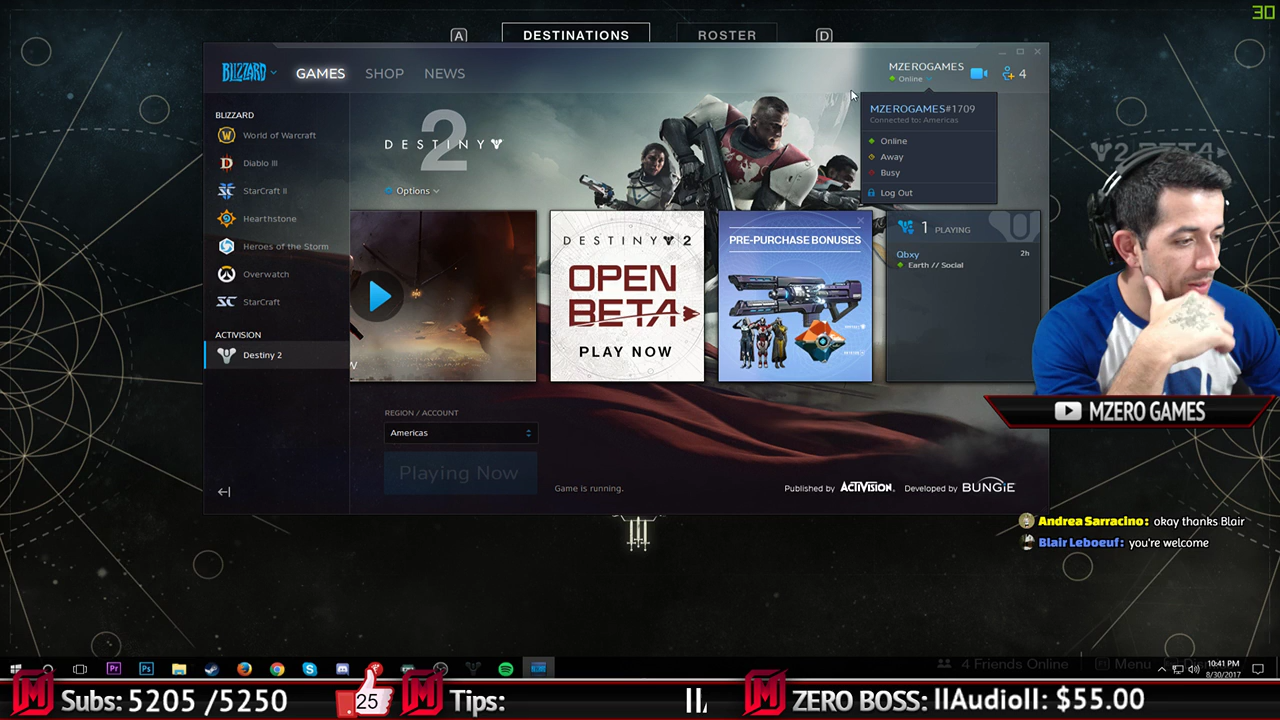 30
A
DESTINATIONS
ROSTER
D
BLIZZARD
GAMES
SHOP
NEWS
MZEROGAMES
Online
4
MZEROGAMES#1709
Connected to: Americas
Online
Away
Busy
Log Out
BLIZZARD
World of Warcraft
Diablo III
StarCraft II
Hearthstone
Heroes of the Storm
Overwatch
StarCraft
ACTIVISION
Destiny 2
2
DESTINY
Options
DESTINY 2
OPEN
BETA
PLAY NOW
PRE-PURCHASE BONUSES
1 PLAYING
Qbxy
2h
Earth // Social
2 BETA
MZERO GAMES
REGION / ACCOUNT
Americas
Playing Now
Game is running.
Published by ACTIVISION. Developed by BUNGIE
Andrea Sarracino: okay thanks Blair
Blair Leboeuf: you're welcome
4 Friends Online
Menu
10:41 PM
8/30/2017
Subs: 5205 /5250
25
Tips:
ZERO BOSS: IIAudioII: $55.00